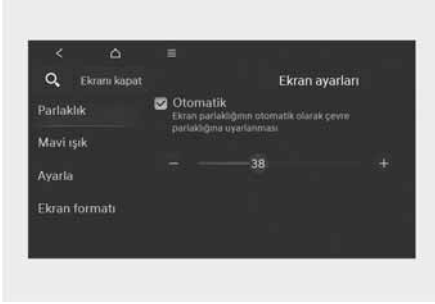 Ekranı kapat
Ekran ayarları
Parlaklık
Otomatik
Ekran parlaklığının otomatik olarak çevre
parlaklığına uyarlanması
Mavi ışık
38
Ayarla
Ekran formatı